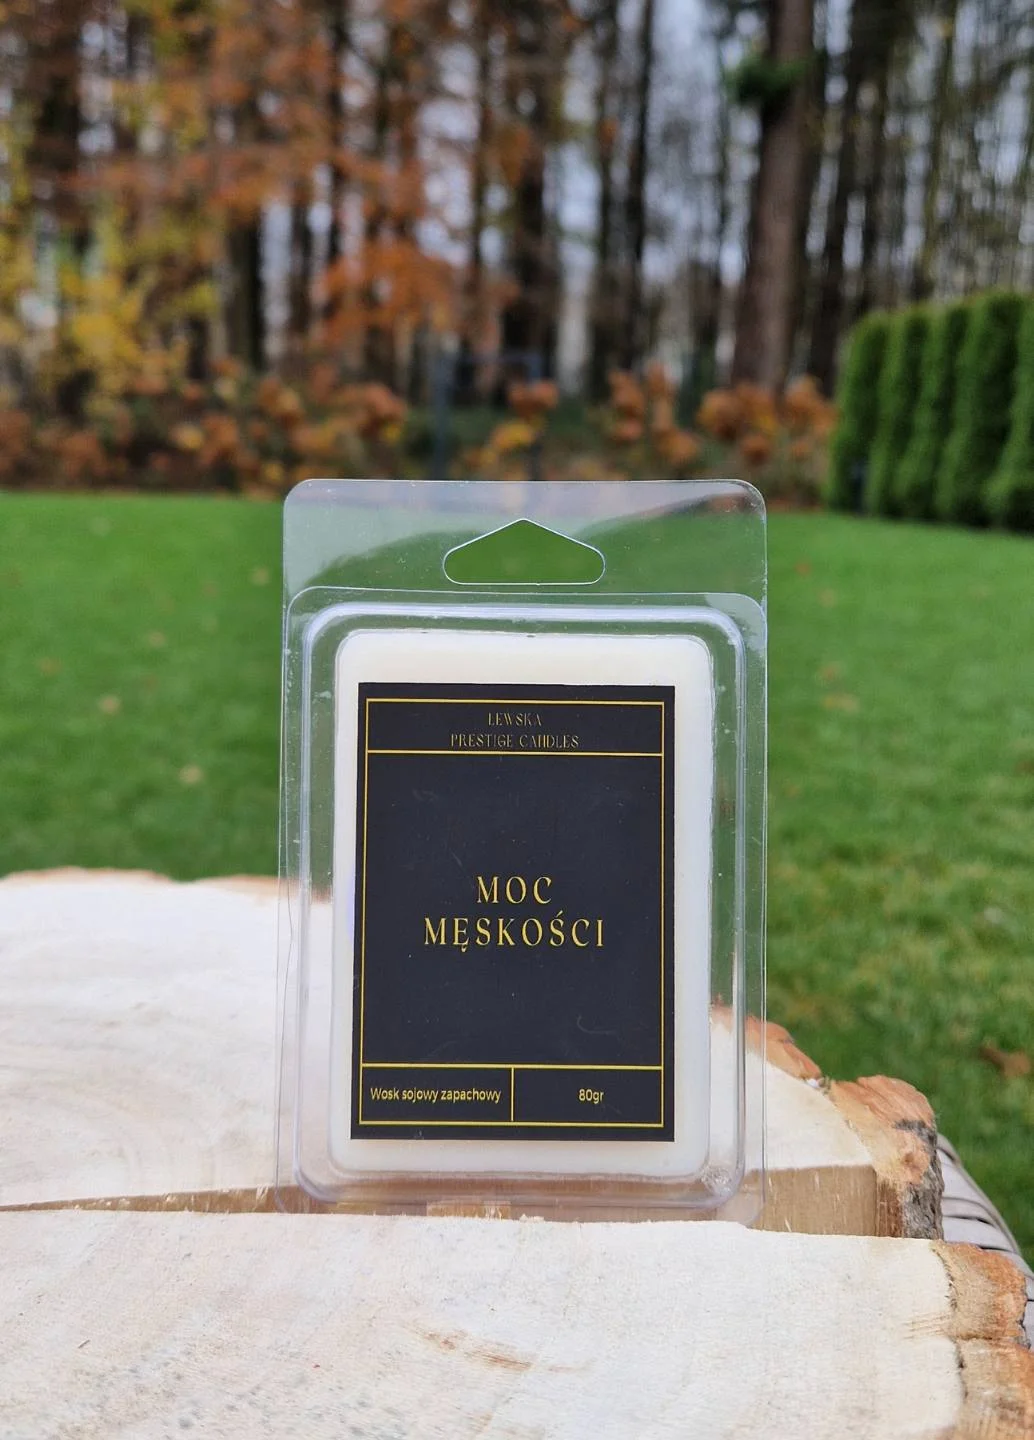 LEWSKA
PRESTIGE CANDLES
MOC
MĘSKOŚCI
Wosk sojowy zapachowy
80gr